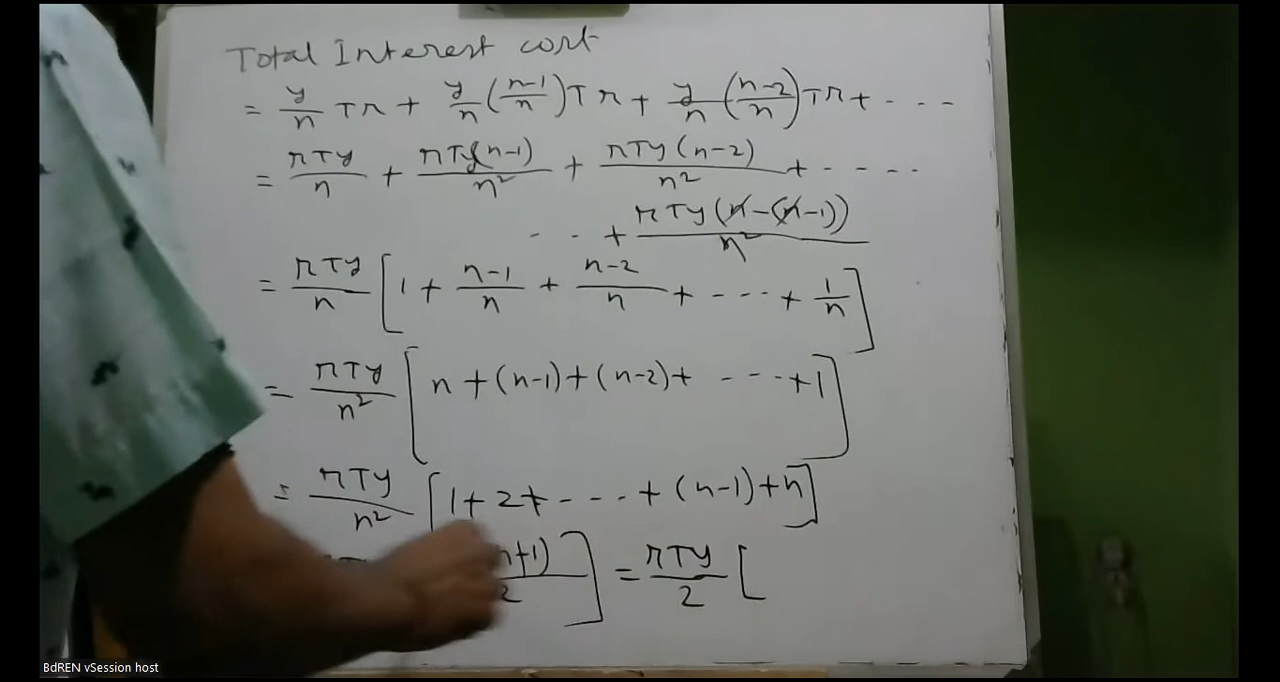 Total Interest cost
= y/n Tr + y/n (n-1/n) Tr + y/n (n-2/n) Tr + - - -
= rTy/n + rTy(n-1)/n² + rTy(n-2)/n² + - - - -
- - + rTy(n-(n-1))/n²
= rTy/n [1 + n-1/n + n-2/n + - - - + 1/n]
= rTy/n² [n + (n-1) + (n-2) + - - - + 1]
= rTy/n² [1 + 2 + - - - - + (n-1) + n]
n+1)/2] = rTy/2 [
BdREN vSession host